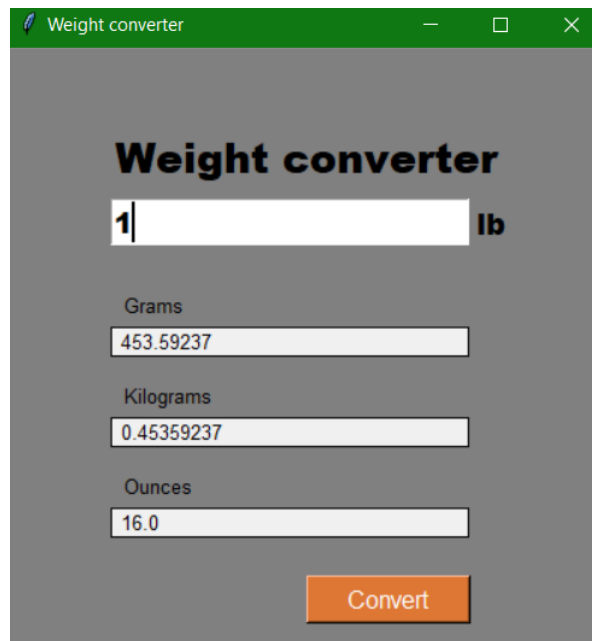 Weight converter
Weight converter
1 lb
Grams
453.59237
Kilograms
0.45359237
Ounces
16.0
Convert